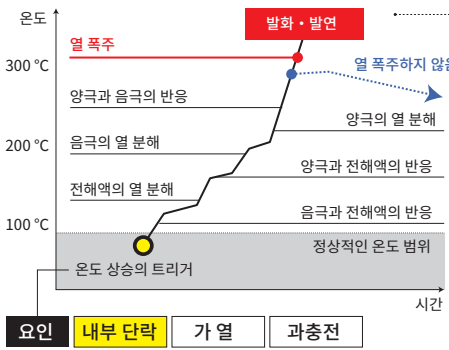 온도
발화・발연
열 폭주
300 °C
열 폭주하지 않음
양극과 음극의 반응
양극의 열 분해
200 °C
음극의 열 분해
양극과 전해액의 반응
전해액의 열 분해
음극과 전해액의 반응
100 °C
정상적인 온도 범위
온도 상승의 트리거
시간
요인
내부 단락
가 열
과충전